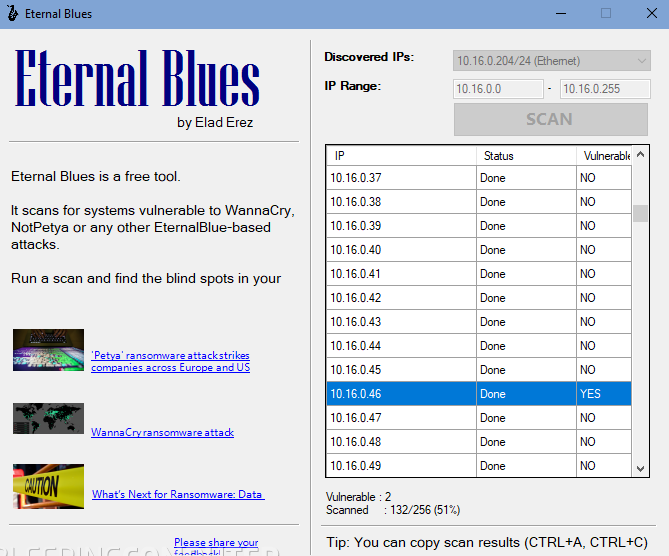 Eternal Blues
Eternal Blues
by Elad Erez
Eternal Blues is a free tool.
It scans for systems vulnerable to WannaCry,
NotPetya or any other EternalBlue-based
attacks.
Run a scan and find the blind spots in your
'Petya' ransomware attack strikes
companies across Europe and US
WannaCry ransomware attack
CAUTION
What's Next for Ransomware: Data
Please share your
feedback!
Discovered IPs: 10.16.0.204/24 (Ethernet)
IP Range: 10.16.0.0 - 10.16.0.255
SCAN
IP Status Vulnerable
10.16.0.37 Done NO
10.16.0.38 Done NO
10.16.0.39 Done NO
10.16.0.40 Done NO
10.16.0.41 Done NO
10.16.0.42 Done NO
10.16.0.43 Done NO
10.16.0.44 Done NO
10.16.0.45 Done NO
10.16.0.46 Done YES
10.16.0.47 Done NO
10.16.0.48 Done NO
10.16.0.49 Done NO
Vulnerable : 2
Scanned : 132/256 (51%)
Tip: You can copy scan results (CTRL+A, CTRL+C)